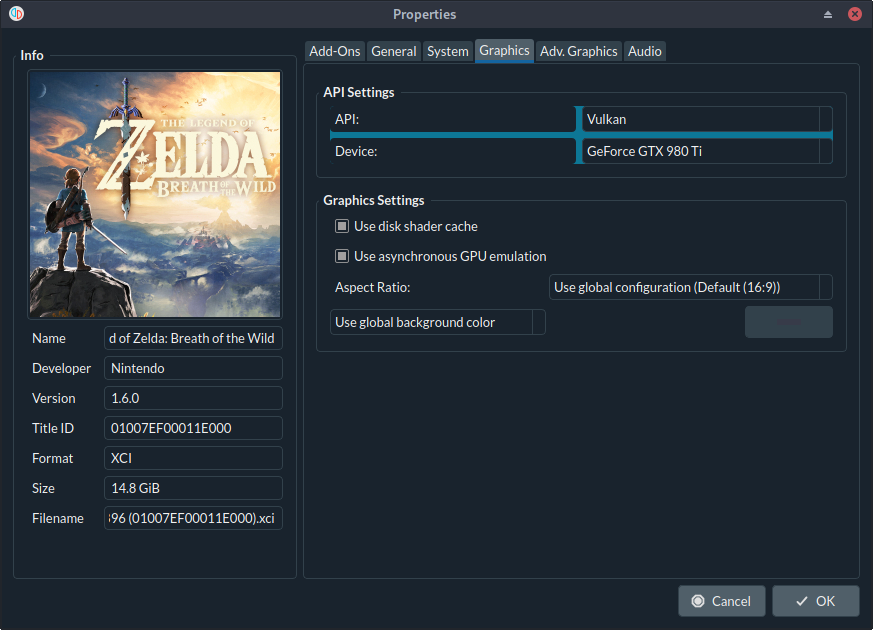 Properties
Add-Ons General System Graphics Adv. Graphics Audio
Info
THE LEGEND OF
ZELDA
BREATH OF THE WILD
Name d of Zelda: Breath of the Wild
Developer Nintendo
Version 1.6.0
Title ID 01007EF00011E000
Format XCI
Size 14.8 GiB
Filename 96 (01007EF00011E000).xci
API Settings
API: Vulkan
Device: GeForce GTX 980 Ti
Graphics Settings
Use disk shader cache
Use asynchronous GPU emulation
Aspect Ratio: Use global configuration (Default (16:9))
Use global background color
Cancel OK